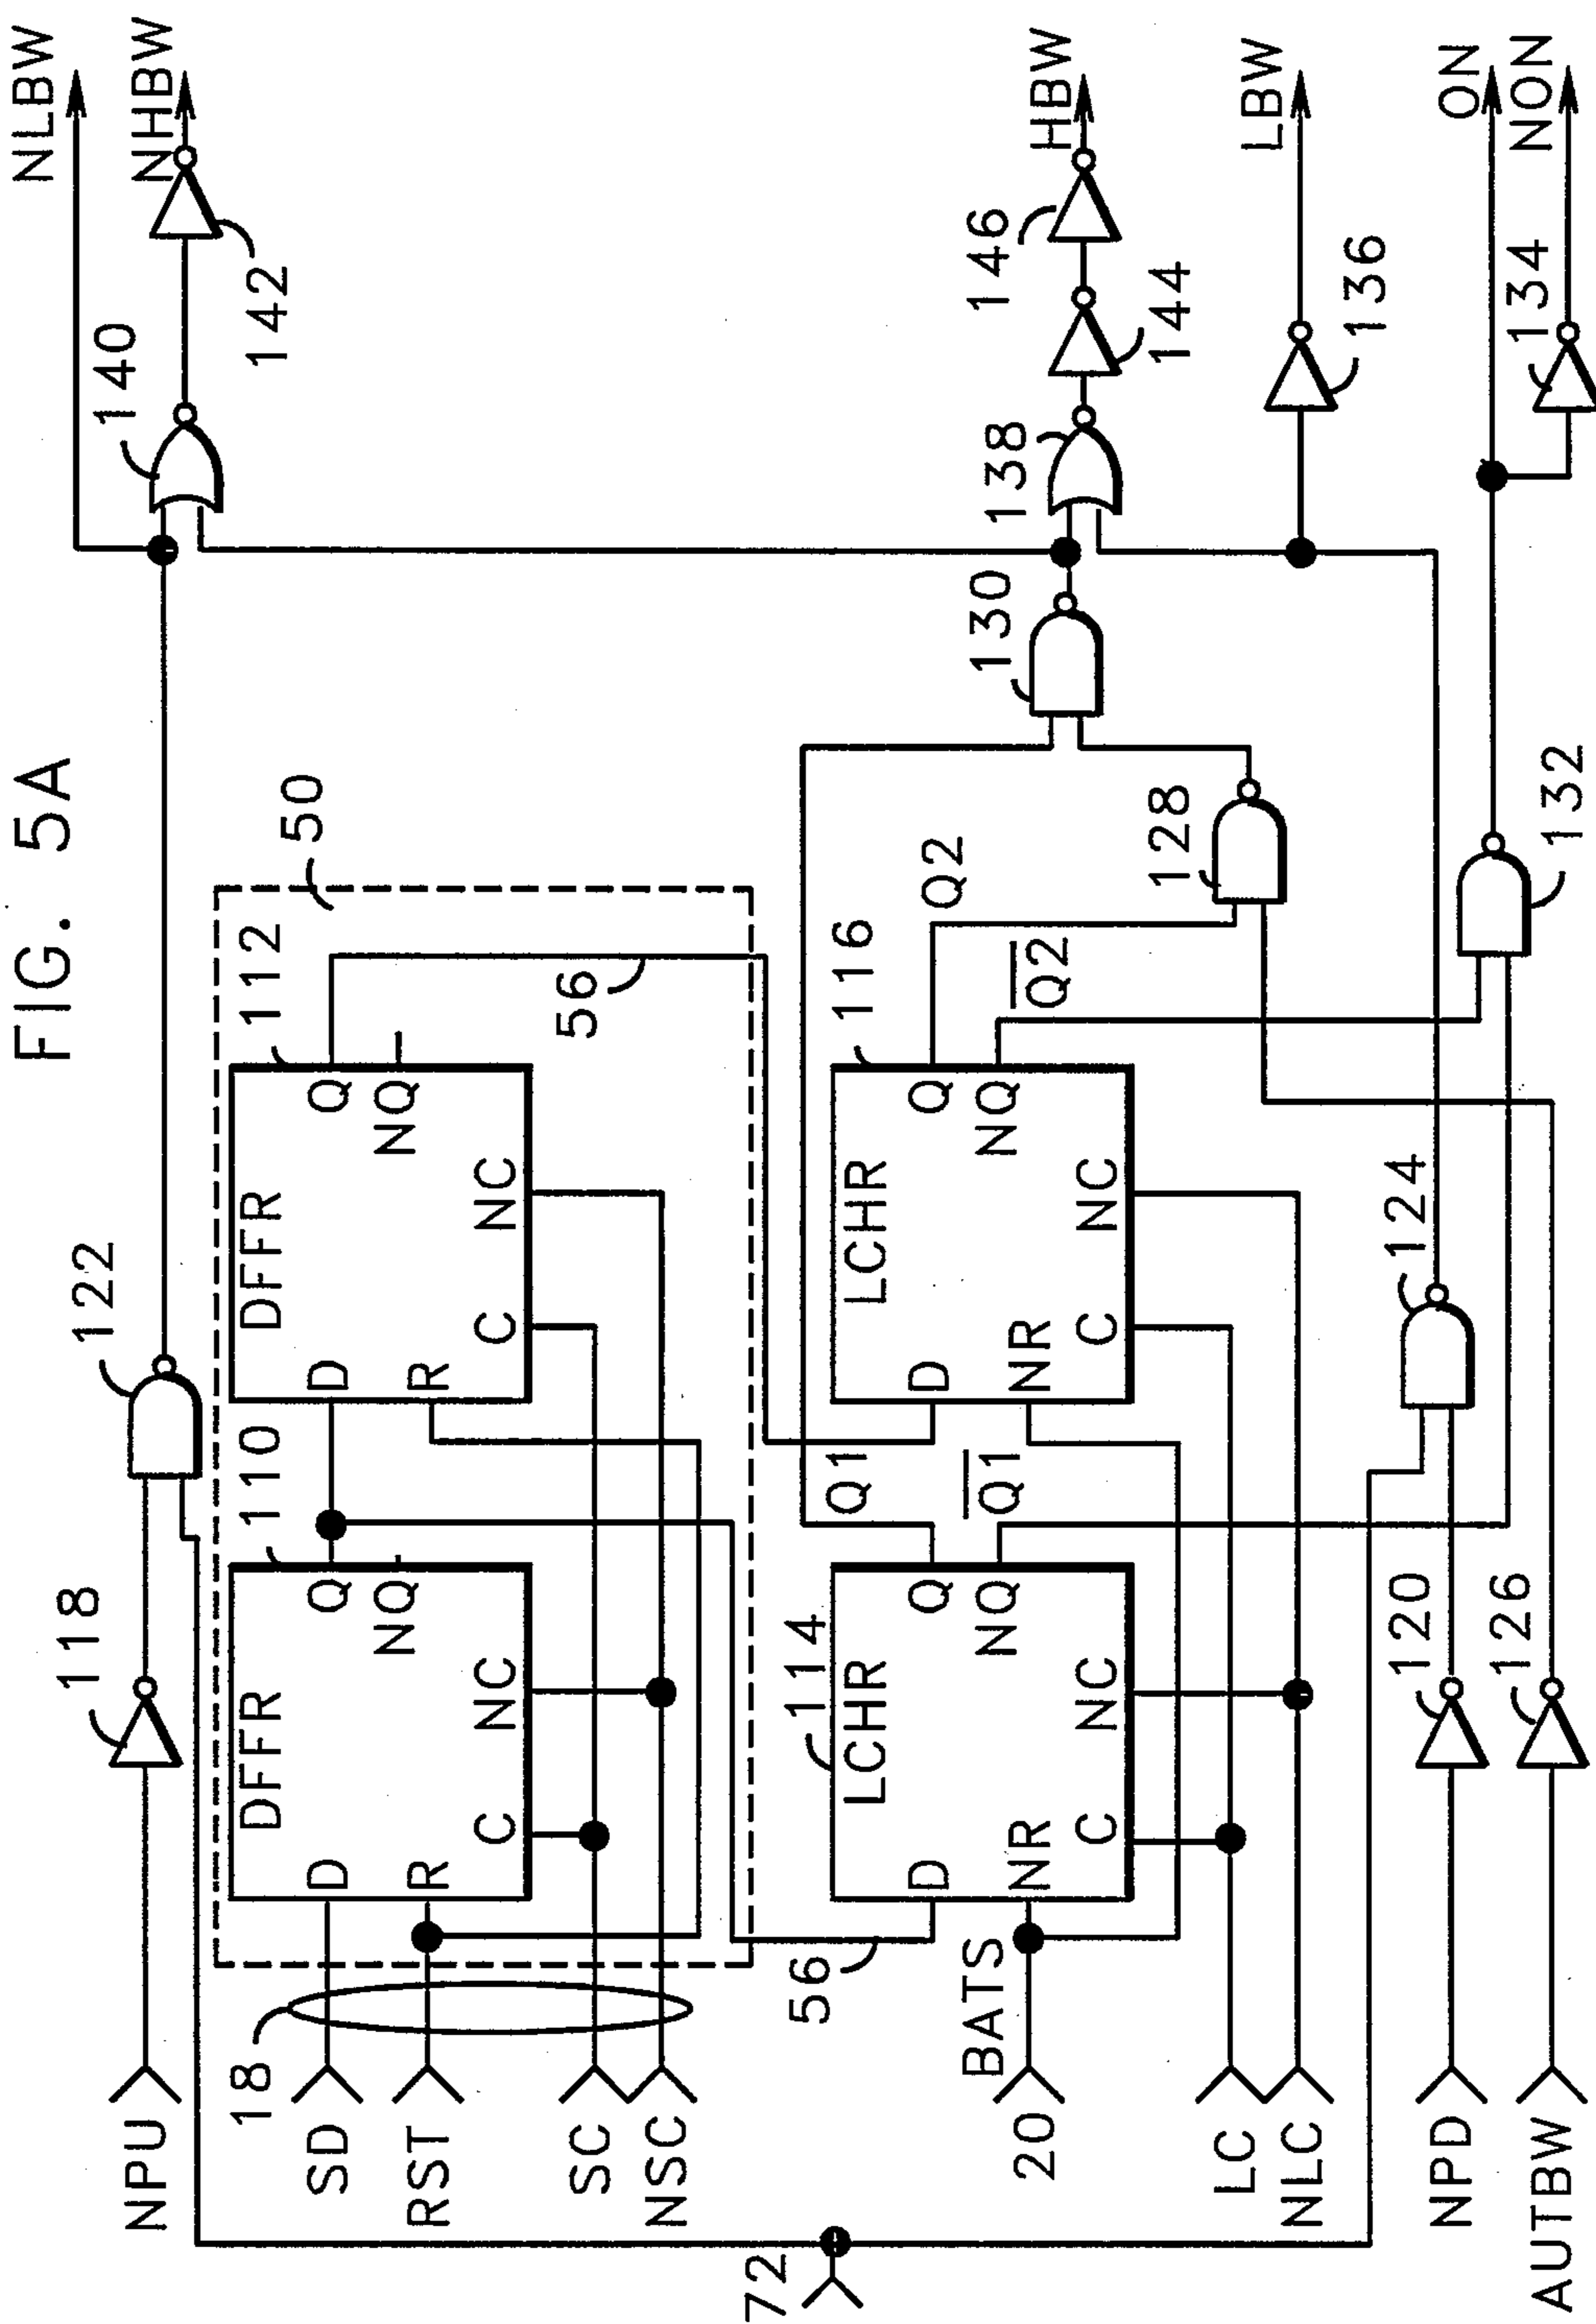 FIG. 5A
NLBW
140
NHBW
142
122
118
NPU
50
18
SD
RST
SC
NSC
110
DFFR
D
R
C
NC
Q
NQ
112
DFFR
D
R
C
NC
Q
NQ
56
56
72
BATS
20
LC
NLC
114
LCHR
D
NR
C
NC
Q
NQ
Q1
Q1
116
LCHR
D
NR
C
NC
Q
NQ
Q2
Q2
128
130
138
144
146
HBW
136
LBW
NPD
120
124
AUTBW
126
132
134
ON
NON